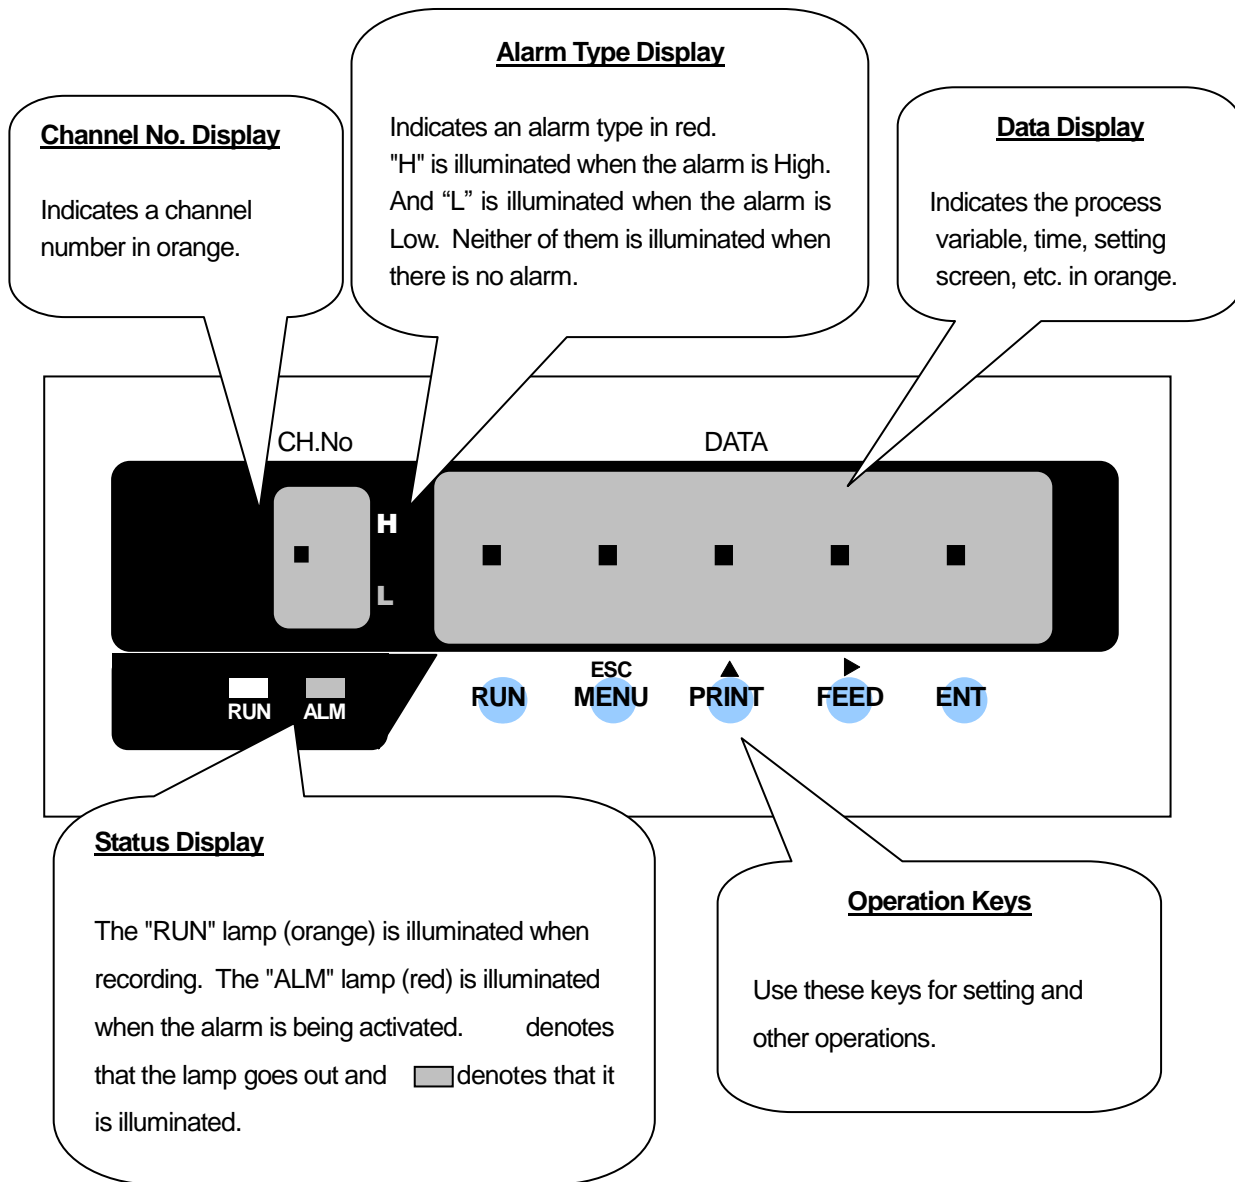 Alarm Type Display
Indicates an alarm type in red.
"H" is illuminated when the alarm is High.
And “L” is illuminated when the alarm is
Low. Neither of them is illuminated when
there is no alarm.
Channel No. Display
Indicates a channel
number in orange.
Data Display
Indicates the process
variable, time, setting
screen, etc. in orange.
CH.No
DATA
H
L
RUN
ALM
RUN
ESC
MENU
PRINT
FEED
ENT
Status Display
The "RUN" lamp (orange) is illuminated when
recording. The "ALM" lamp (red) is illuminated
when the alarm is being activated. denotes
that the lamp goes out and denotes that it
is illuminated.
Operation Keys
Use these keys for setting and
other operations.